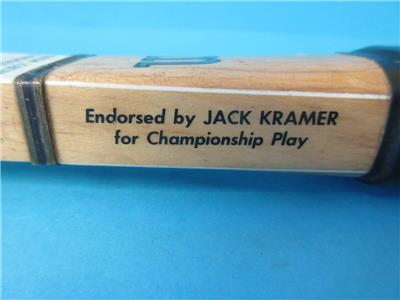 Endorsed by JACK KRAMER
for Championship Play